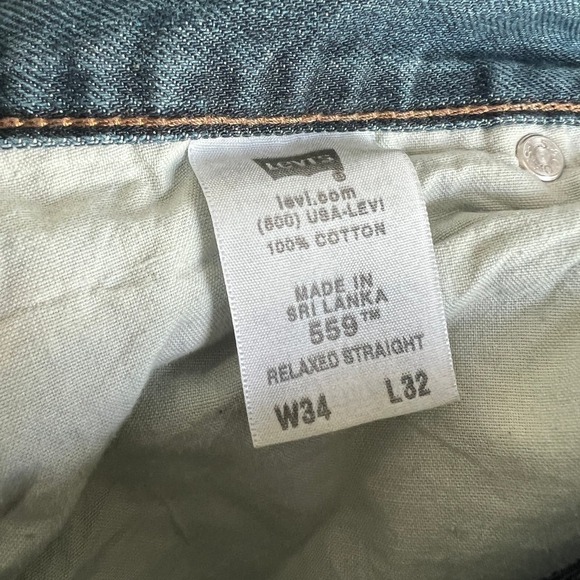 Levi's
®
levi.com
(800) USA-LEVI
100% COTTON
MADE IN
SRI LANKA
559™
RELAXED STRAIGHT
W34 L32